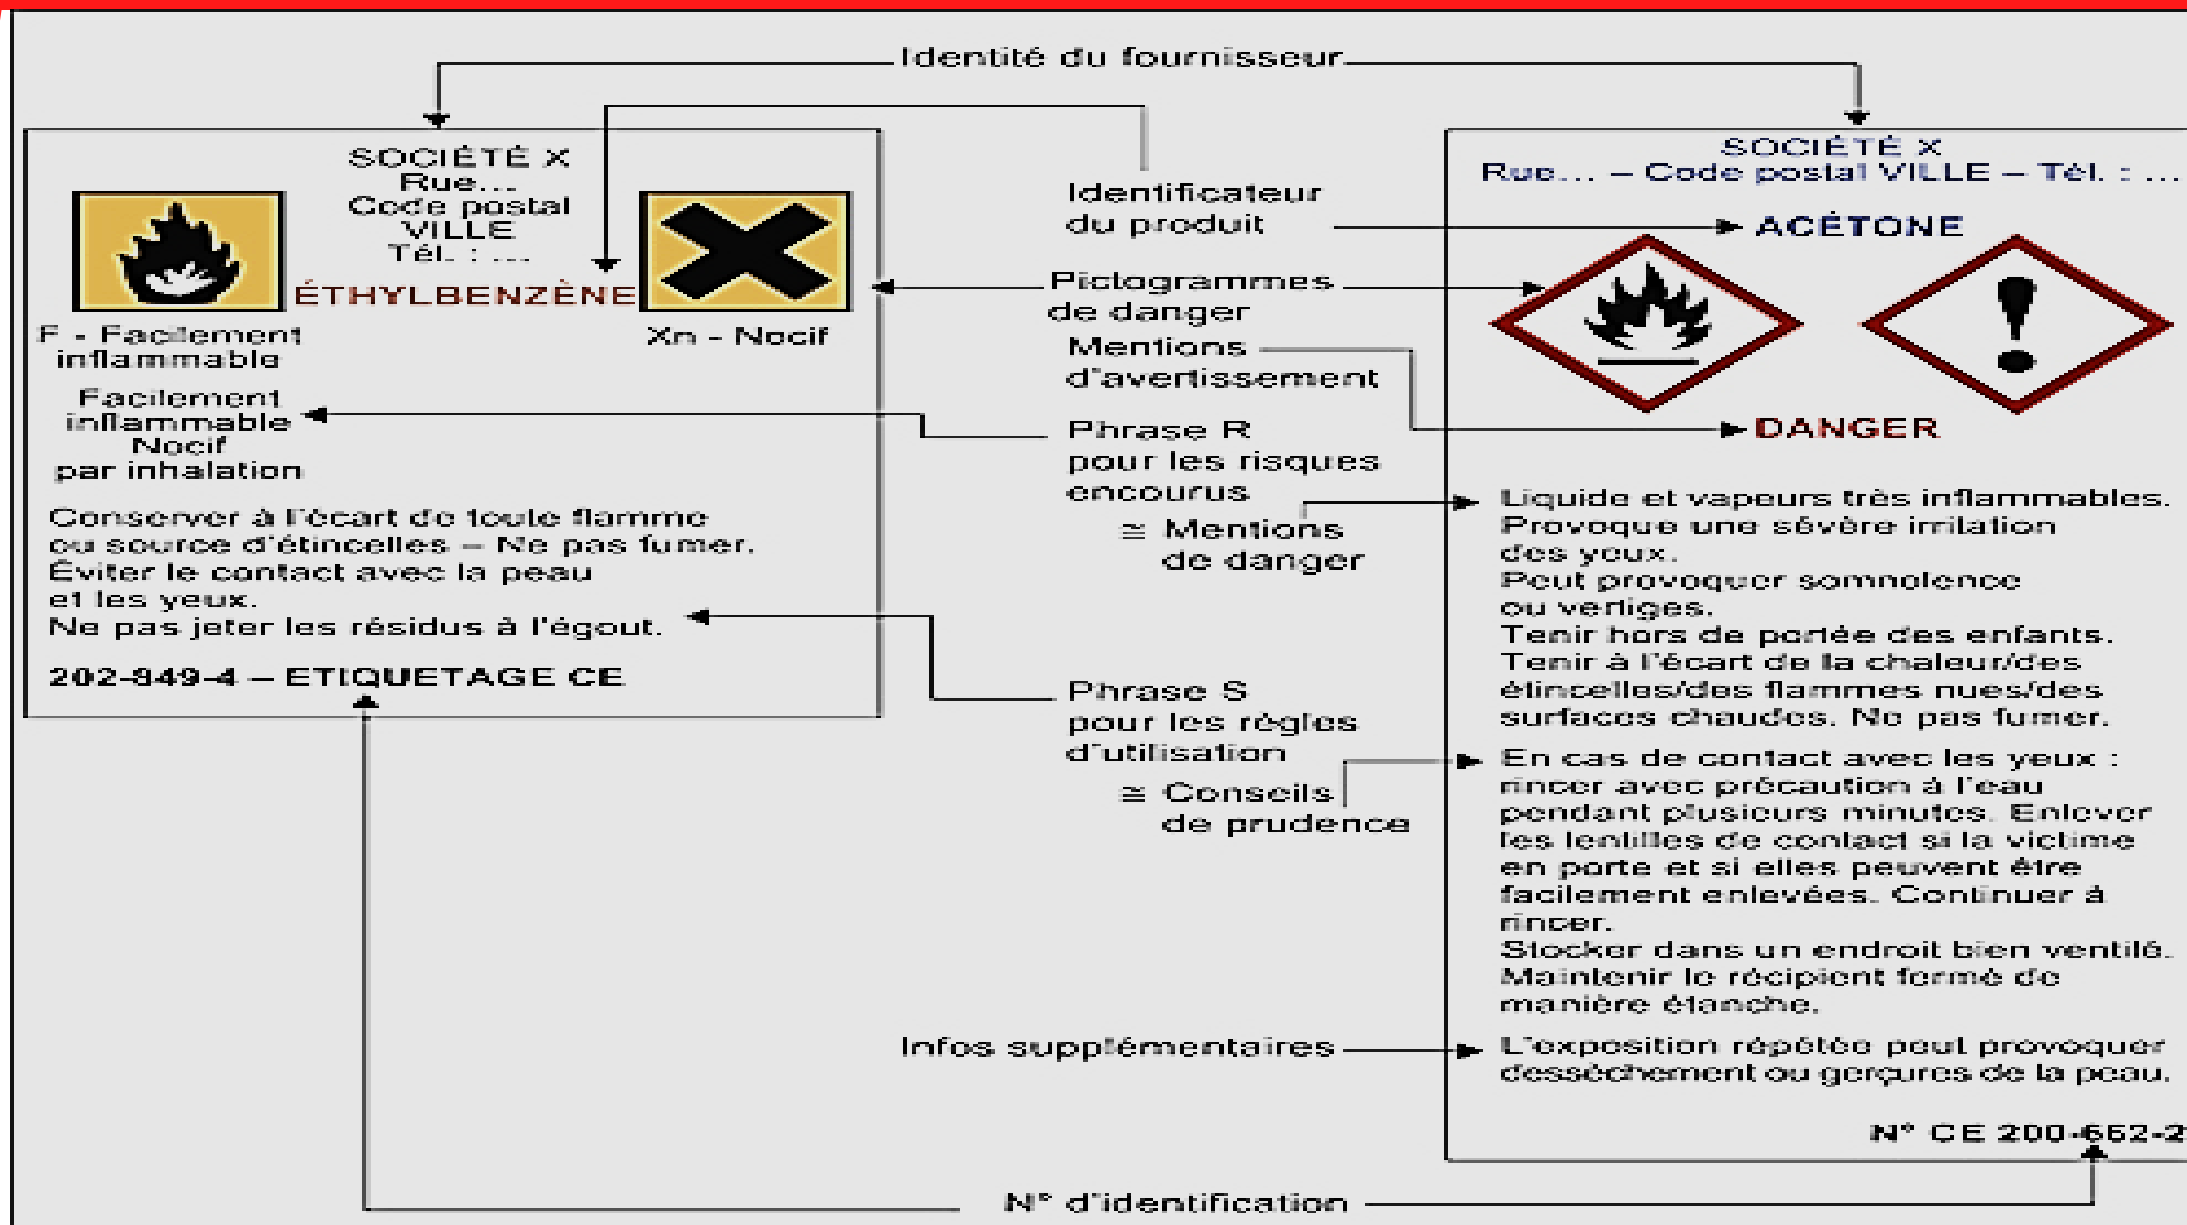 Identité du fournisseur
SOCIÉTÉ X
Rue...
Code postal
VILLE
Tél. : ...
ÉTHYLBENZÈNE
F - Facilement
inflammable
Xn - Nocif
Facilement
inflammable
Nocif
par inhalation
Conserver à l'écart de toute flamme
ou source d'étincelles – Ne pas fumer.
Éviter le contact avec la peau
et les yeux.
Ne pas jeter les résidus à l'égout.
202-849-4 – ETIQUETAGE CE
Identificateur
du produit
Pictogrammes
de danger
Mentions
d'avertissement
Phrase R
pour les risques
encourus
≅ Mentions
de danger
Phrase S
pour les règles
d'utilisation
≅ Conseils
de prudence
Infos supplémentaires
N° d'identification
SOCIÉTÉ X
Rue... – Code postal VILLE – Tél. : ...
ACÉTONE
DANGER
Liquide et vapeurs très inflammables.
Provoque une sévère irritation
des yeux.
Peut provoquer somnolence
ou vertiges.
Tenir hors de portée des enfants.
Tenir à l'écart de la chaleur/des
étincelles/des flammes nues/des
surfaces chaudes. Ne pas fumer.
En cas de contact avec les yeux :
rincer avec précaution à l'eau
pendant plusieurs minutes. Enlever
les lentilles de contact si la victime
en porte et si elles peuvent être
facilement enlevées. Continuer à
rincer.
Stocker dans un endroit bien ventilé.
Maintenir le récipient fermé de
manière étanche.
L'exposition répétée peut provoquer
dessèchement ou gerçures de la peau.
N° CE 200-662-2